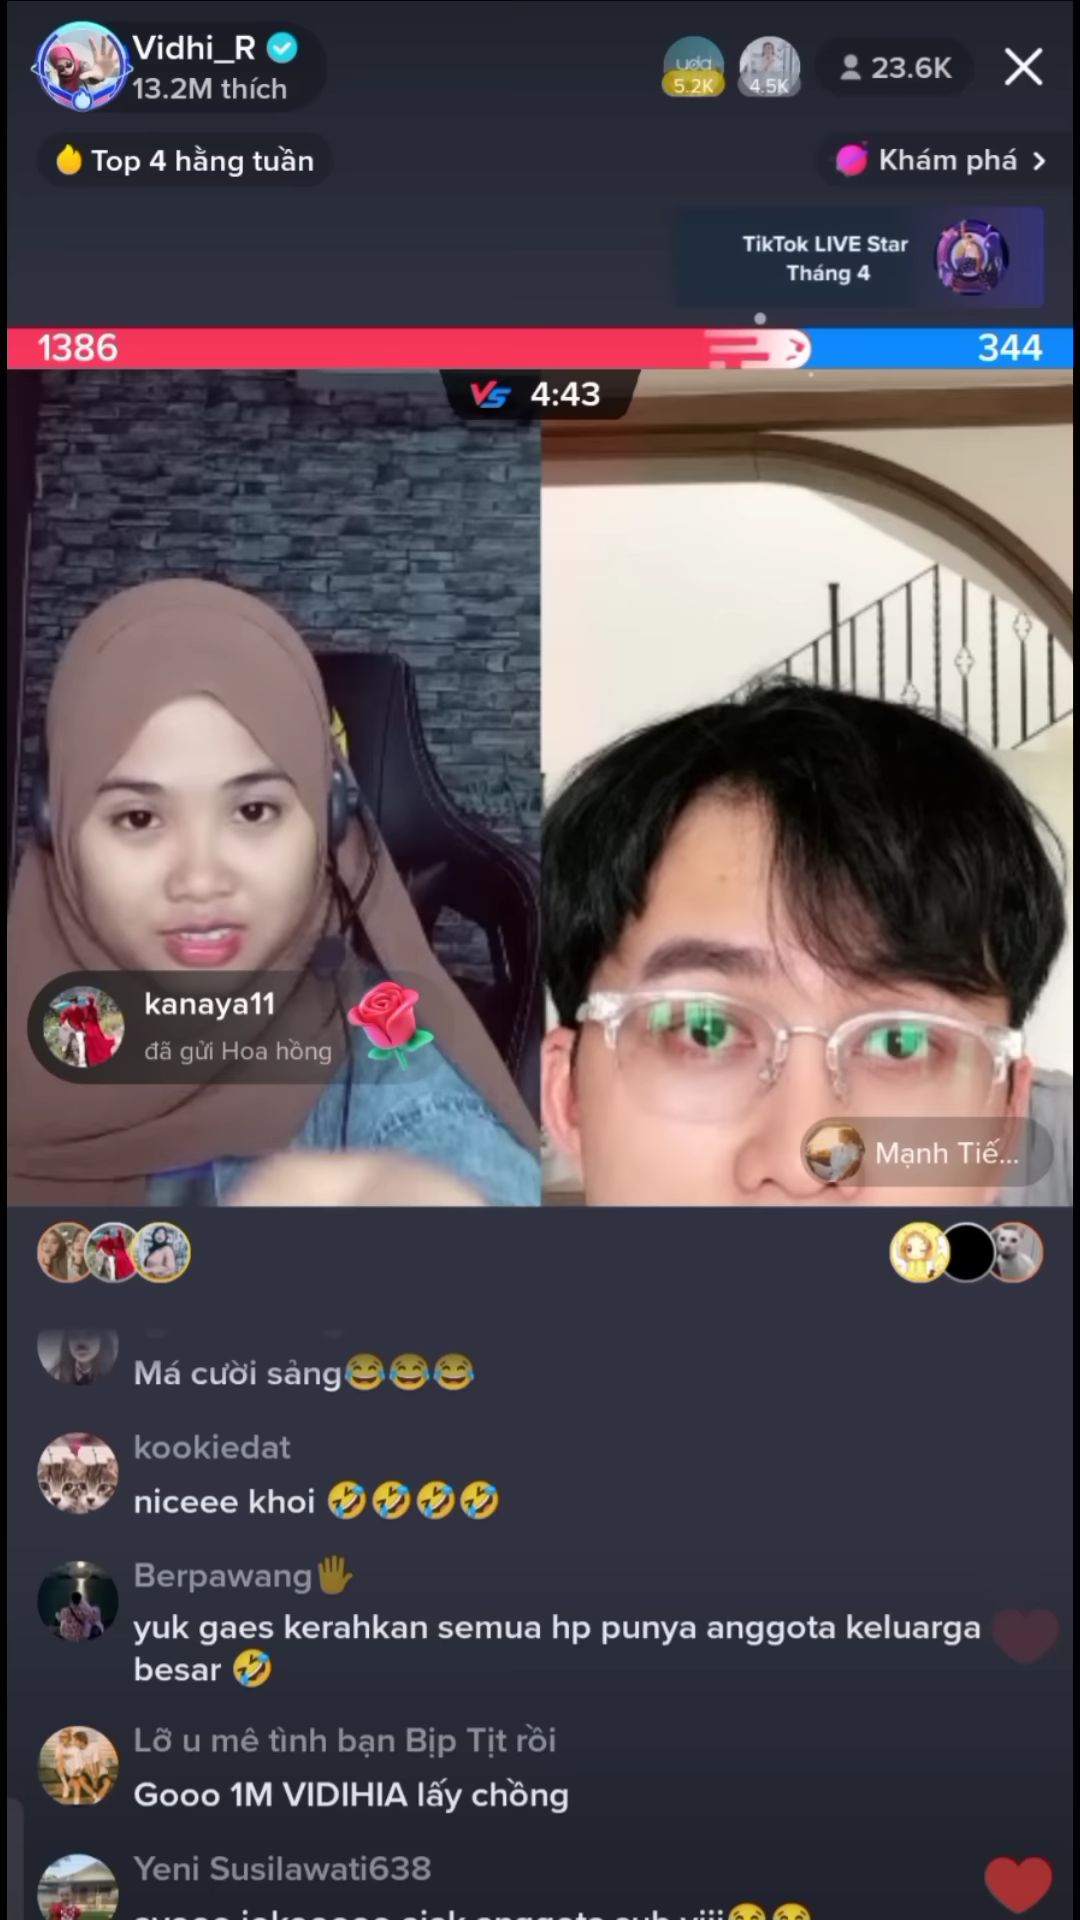 Vidhi_R
13.2M thích
uda
5.2K
4.5K
23.6K
Top 4 hằng tuần
Khám phá
TikTok LIVE Star
Tháng 4
1386
344
VS 4:43
kanaya11
đã gửi Hoa hồng
Mạnh Tiế...
Má cười sảng😂😂😂
kookiedat
niceee khoi 🤣🤣🤣🤣
Berpawang🖐
yuk gaes kerahkan semua hp punya anggota keluarga
besar 🤣
Lỡ u mê tình bạn Bịp Tịt rồi
Gooo 1M VIDIHIA lấy chồng
Yeni Susilawati638